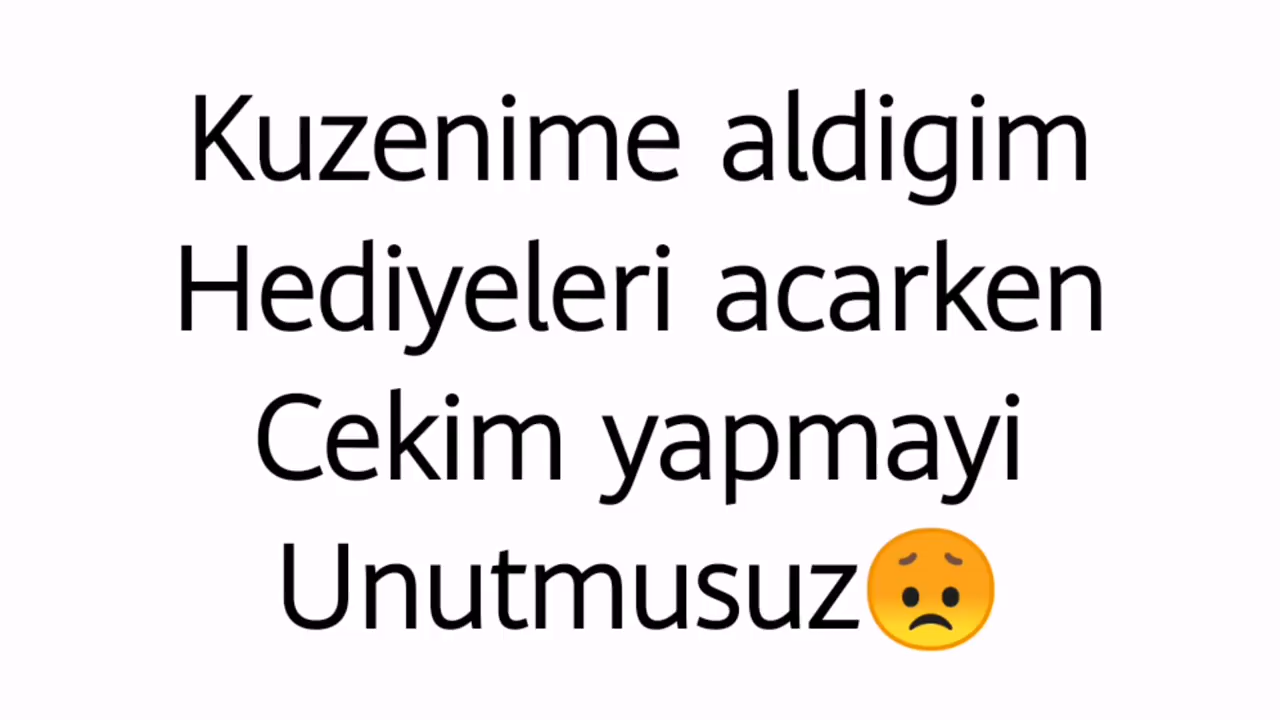 Kuzenime aldigim
Hediyeleri acarken
Cekim yapmayi
Unutmusuz😞